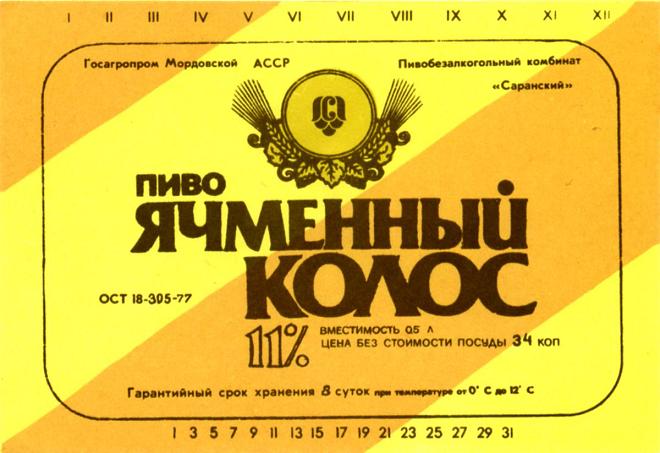 I II III IV V VI VII VIII IX X XI XII
Госагропром Мордовской АССР
Пивобезалкогольный комбинат
«Саранский»
ПИВО
ЯЧМЕННЫЙ
КОЛОС
ОСТ 18-305-77
11%
ВМЕСТИМОСТЬ 0,5 Л
ЦЕНА БЕЗ СТОИМОСТИ ПОСУДЫ 34 КОП
Гарантийный срок хранения 8 суток при температуре от 0° С до 12° С
1 3 5 7 9 11 13 15 17 19 21 23 25 27 29 31